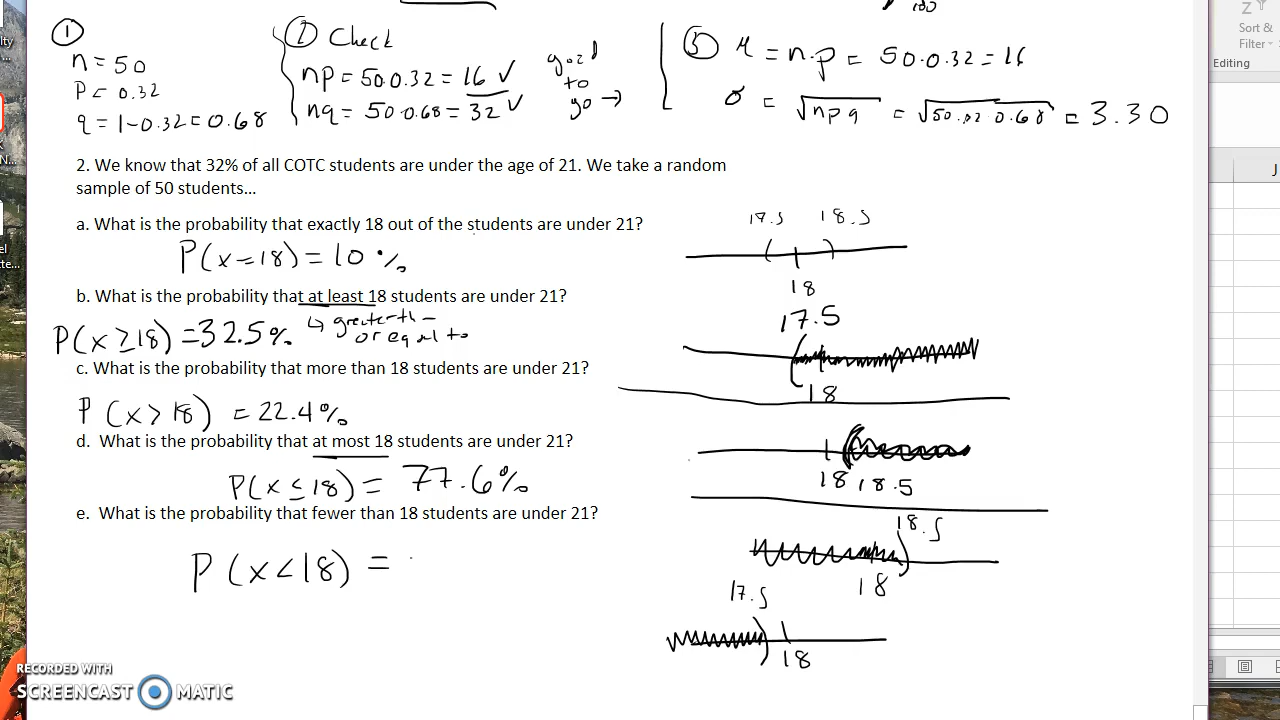 ①
n = 50
P = 0.32
q = 1-0.32 = 0.68
② Check
np = 50·0.32 = 16 ✓
nq = 50·0.68 = 32 ✓
good
to
go →
③ μ = n·p = 50·0.32 = 16
σ = √npq = = 3.30
100
Sort &
Filter
Editing
J
2. We know that 32% of all COTC students are under the age of 21. We take a random
sample of 50 students...
a. What is the probability that exactly 18 out of the students are under 21?
P(x=18) = 10%
17.5 18.5
18
b. What is the probability that at least 18 students are under 21?
P(x≥18) = 32.5%
↳ greater than
or equal to
17.5
18
c. What is the probability that more than 18 students are under 21?
P(x>18) = 22.4%
18 18.5
d. What is the probability that at most 18 students are under 21?
P(x≤18) = 77.6%
18.5
18
e. What is the probability that fewer than 18 students are under 21?
P(x<18) =
17.5
18
RECORDED WITH
SCREENCAST MATIC